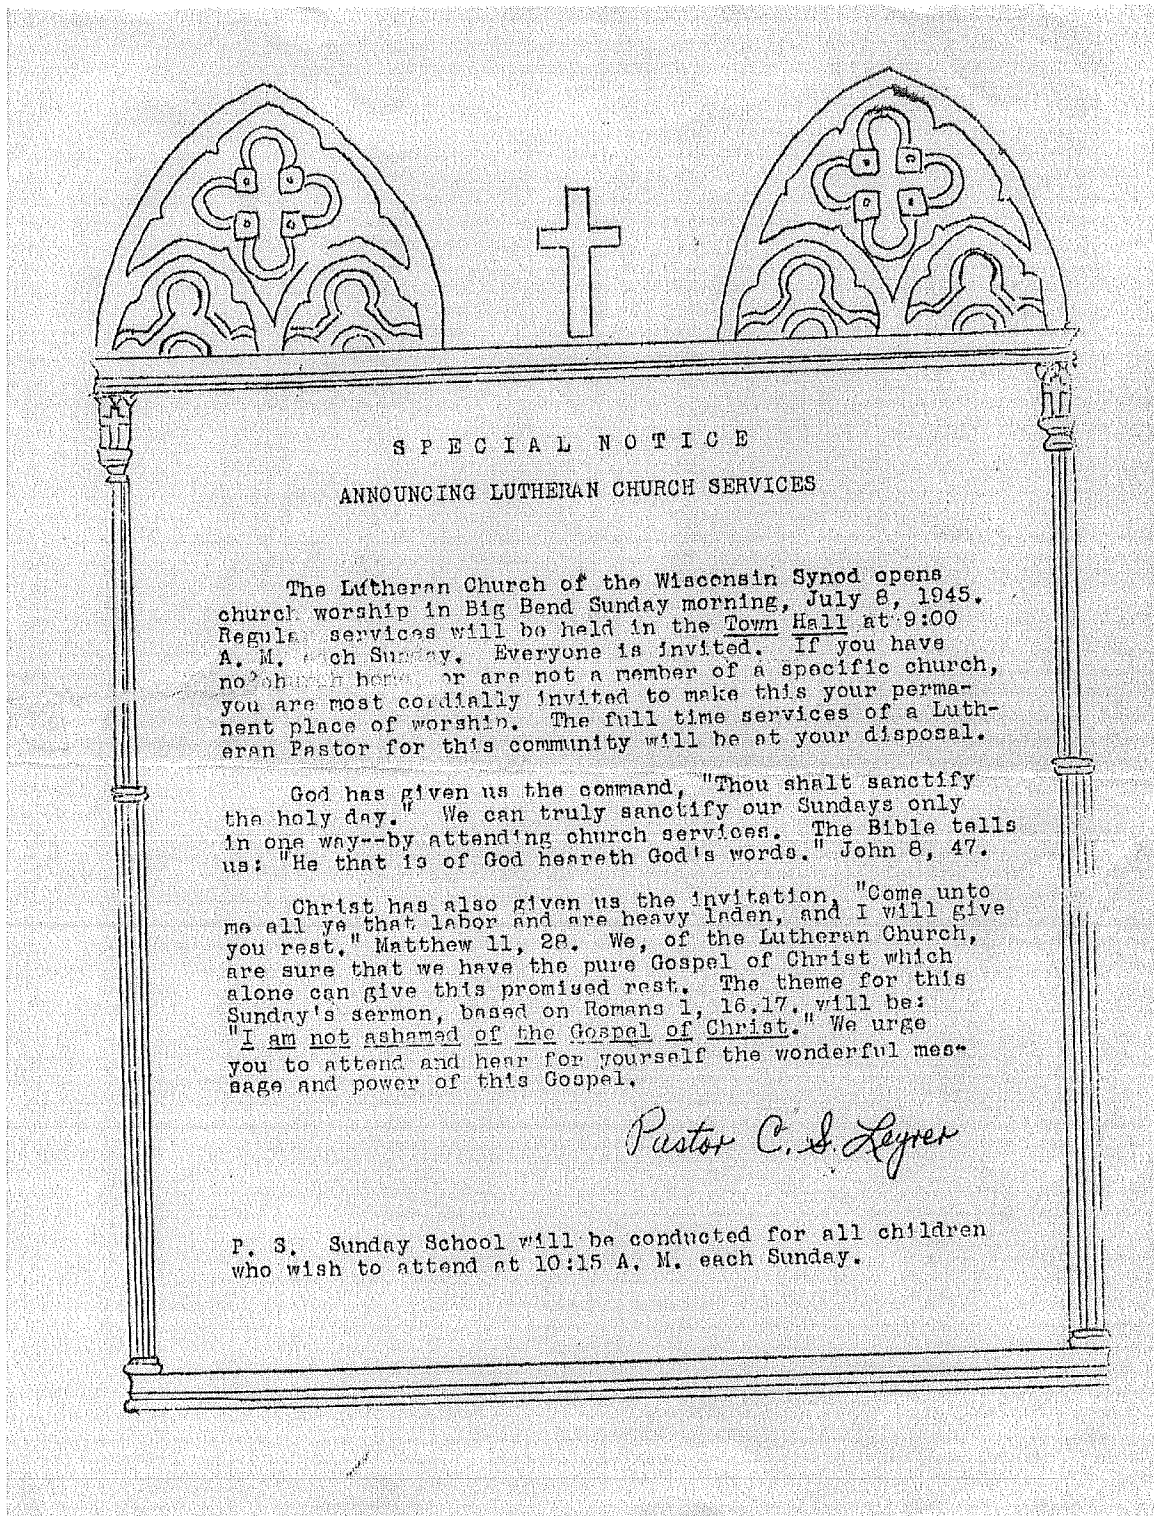 SPECIAL NOTICE
ANNOUNCING LUTHERAN CHURCH SERVICES
The Lutheran Church of the Wisconsin Synod opens
church worship in Big Bend Sunday morning, July 8, 1945.
Regular services will be held in the Town Hall at 9:00
A. M. each Sunday. Everyone is invited. If you have
no church home or are not a member of a specific church,
you are most cordially invited to make this your perma-
nent place of worship. The full time services of a Luth-
eran Pastor for this community will be at your disposal.
God has given us the command, "Thou shalt sanctify
the holy day." We can truly sanctify our Sundays only
in one way--by attending church services. The Bible tells
us: "He that is of God heareth God's words." John 8, 47.
Christ has also given us the invitation, "Come unto
me all ye that labor and are heavy laden, and I will give
you rest." Matthew 11, 28. We, of the Lutheran Church,
are sure that we have the pure Gospel of Christ which
alone can give this promised rest. The theme for this
Sunday's sermon, based on Romans 1, 16.17. will be:
"I am not ashamed of the Gospel of Christ." We urge
you to attend and hear for yourself the wonderful mes-
sage and power of this Gospel.
Pastor C. S. Leyrer
P. S. Sunday School will be conducted for all children
who wish to attend at 10:15 A. M. each Sunday.